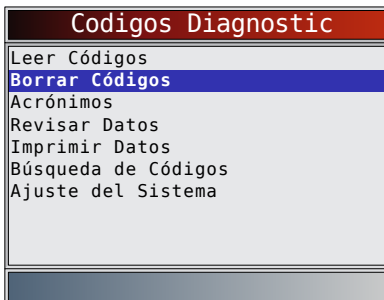 Codigos Diagnostic
Leer Códigos
Borrar Códigos
Acrónimos
Revisar Datos
Imprimir Datos
Búsqueda de Códigos
Ajuste del Sistema